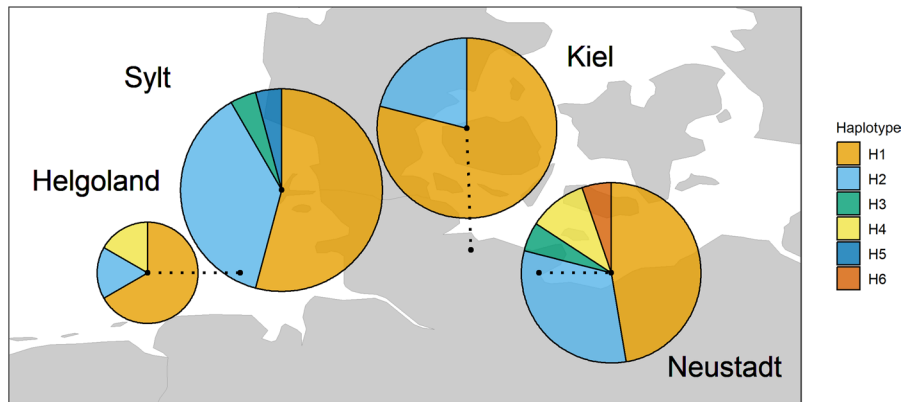 Kiel
Sylt
Helgoland
Neustadt
Haplotype
H1
H2
H3
H4
H5
H6